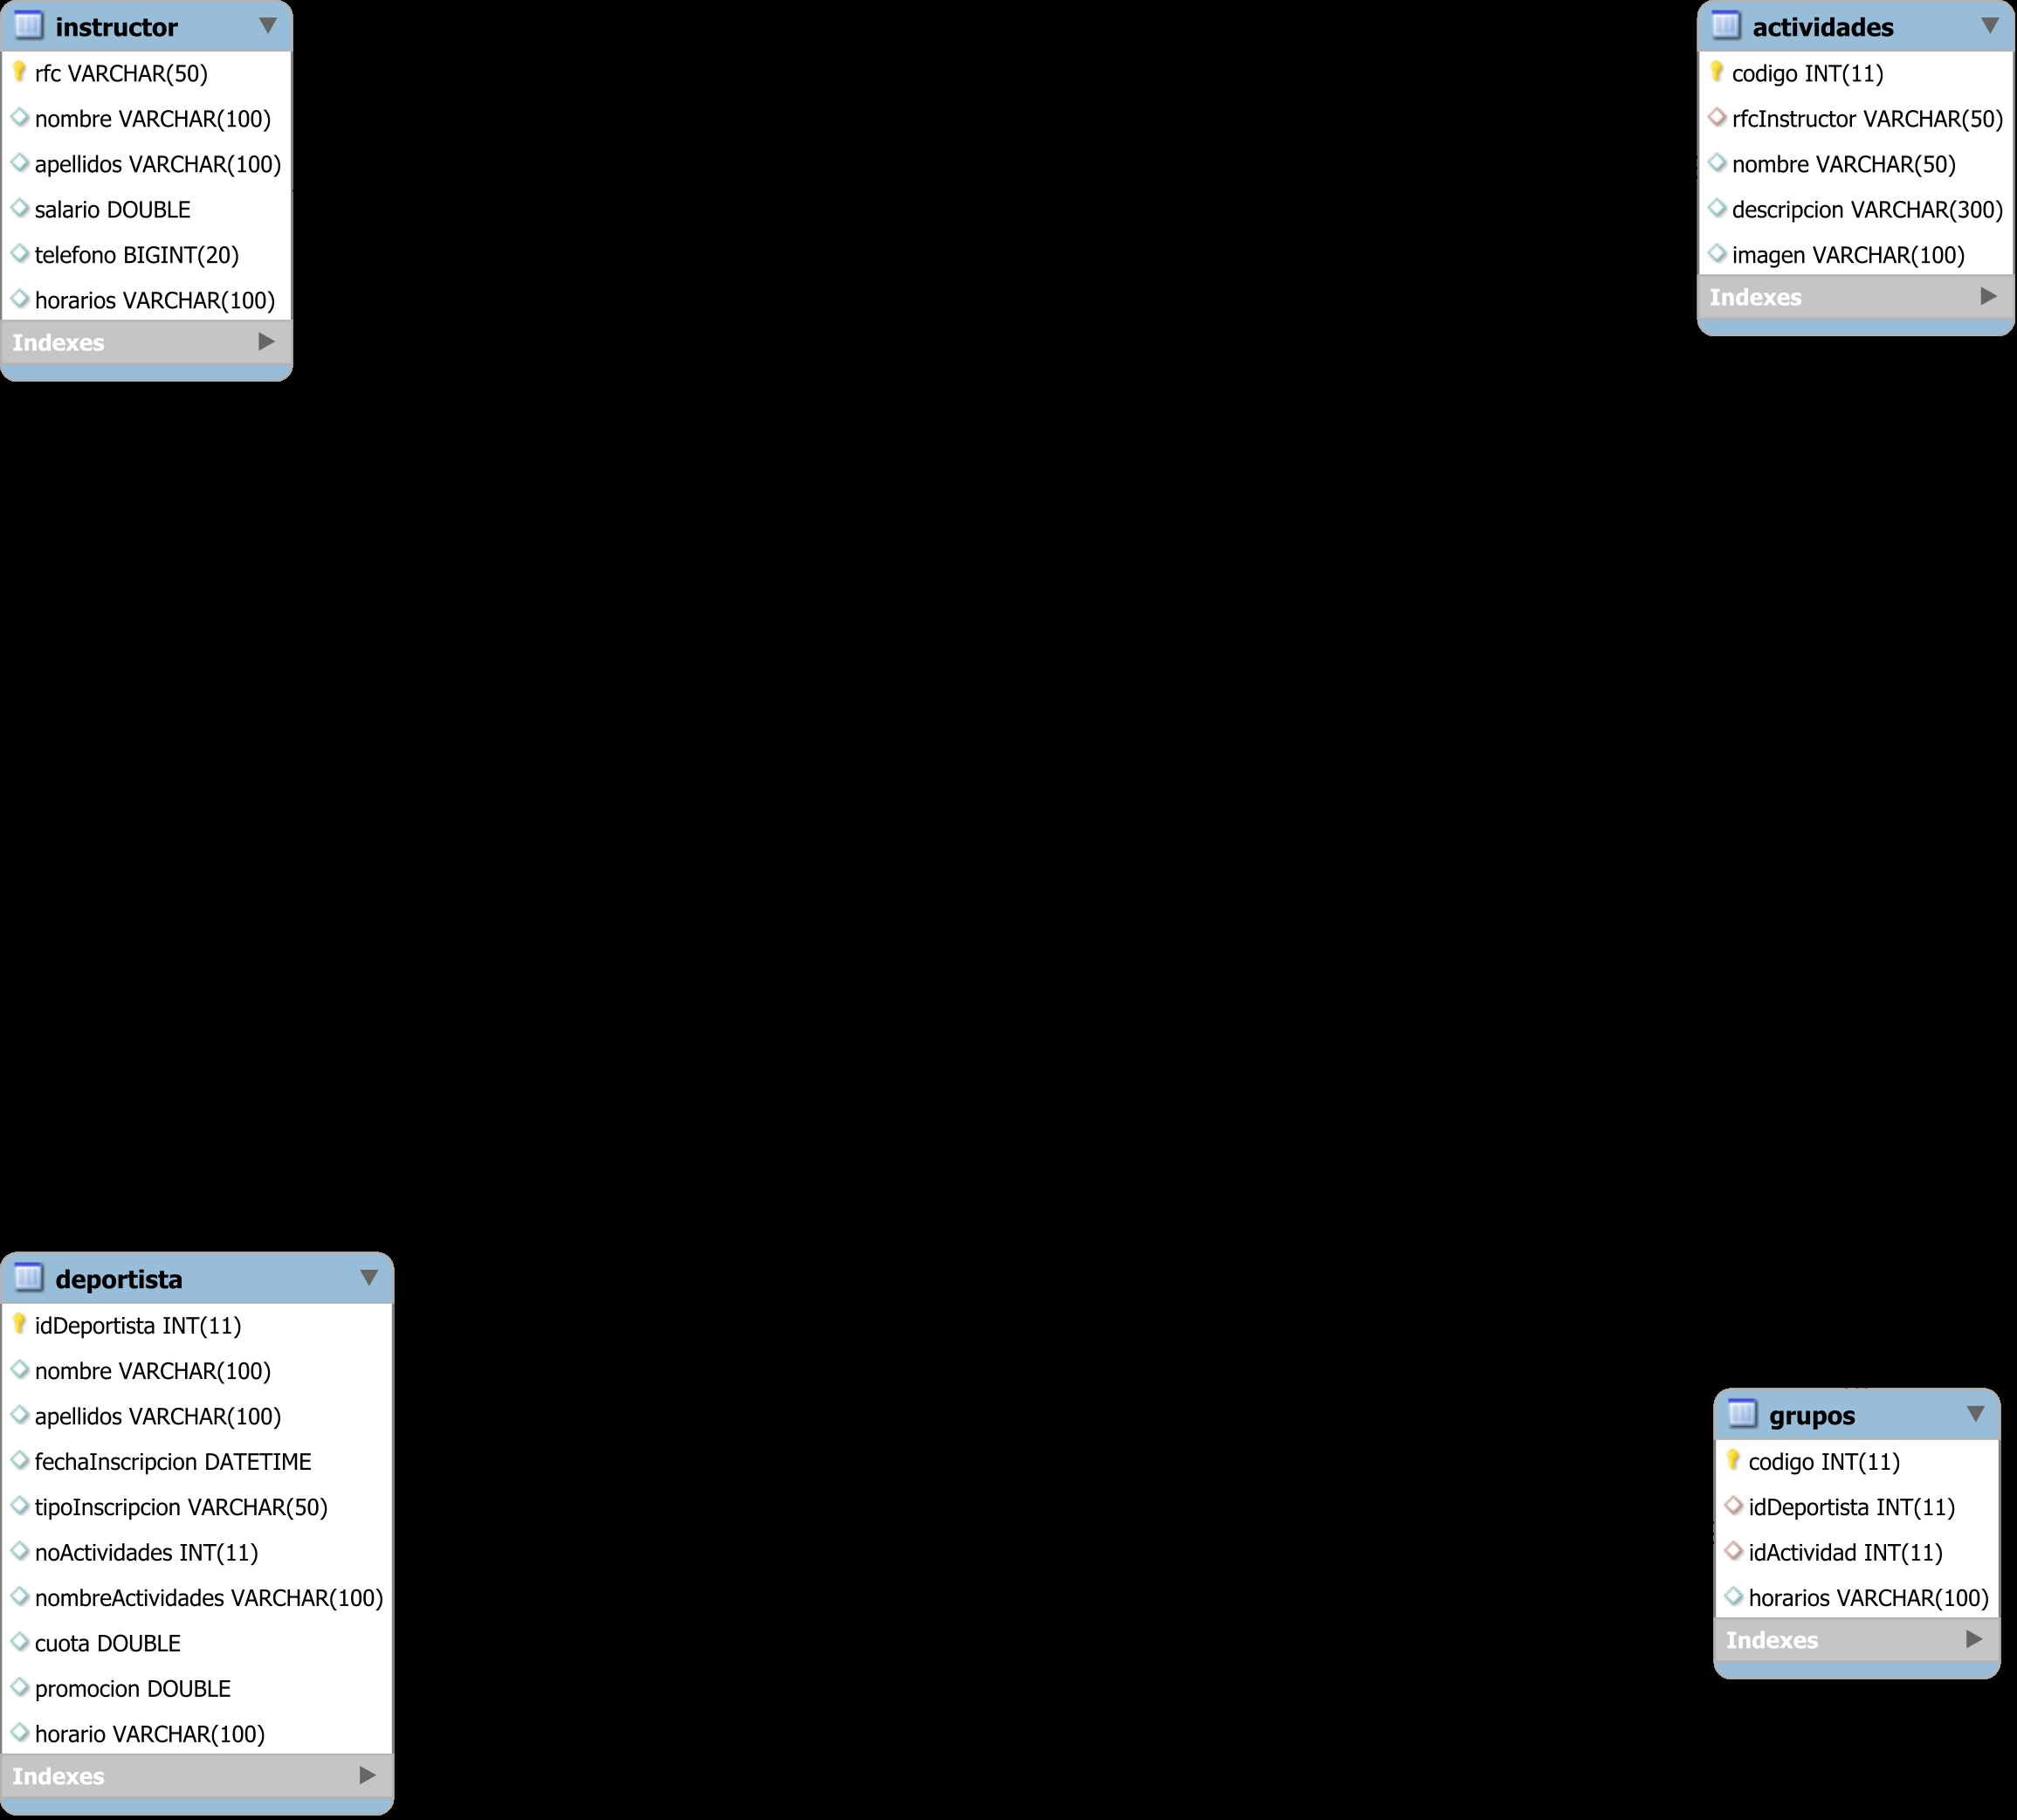 instructor
rfc VARCHAR(50)
nombre VARCHAR(100)
apellidos VARCHAR(100)
salario DOUBLE
telefono BIGINT(20)
horarios VARCHAR(100)
Indexes
actividades
codigo INT(11)
rfcInstructor VARCHAR(50)
nombre VARCHAR(50)
descripcion VARCHAR(300)
imagen VARCHAR(100)
Indexes
deportista
idDeportista INT(11)
nombre VARCHAR(100)
apellidos VARCHAR(100)
fechaInscripcion DATETIME
tipoInscripcion VARCHAR(50)
noActividades INT(11)
nombreActividades VARCHAR(100)
cuota DOUBLE
promocion DOUBLE
horario VARCHAR(100)
Indexes
grupos
codigo INT(11)
idDeportista INT(11)
idActividad INT(11)
horarios VARCHAR(100)
Indexes